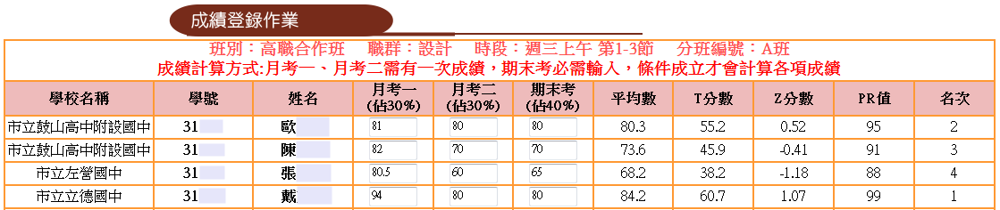 成績登錄作業
班別：高職合作班 職群：設計 時段：週三上午 第1-3節 分班編號：A班
成績計算方式:月考一、月考二需有一次成績，期末考必需輸入，條件成立才會計算各項成績
學校名稱 學號 姓名 月考一(佔30%) 月考二(佔30%) 期末考(佔40%) 平均數 T分數 Z分數 PR值 名次
市立鼓山高中附設國中 31 歐 81 80 80 80.3 55.2 0.52 95 2
市立鼓山高中附設國中 31 陳 82 70 70 73.6 45.9 -0.41 91 3
市立左營國中 31 張 80.5 60 65 68.2 38.2 -1.18 88 4
市立立德國中 31 戴 94 80 80 84.2 60.7 1.07 99 1